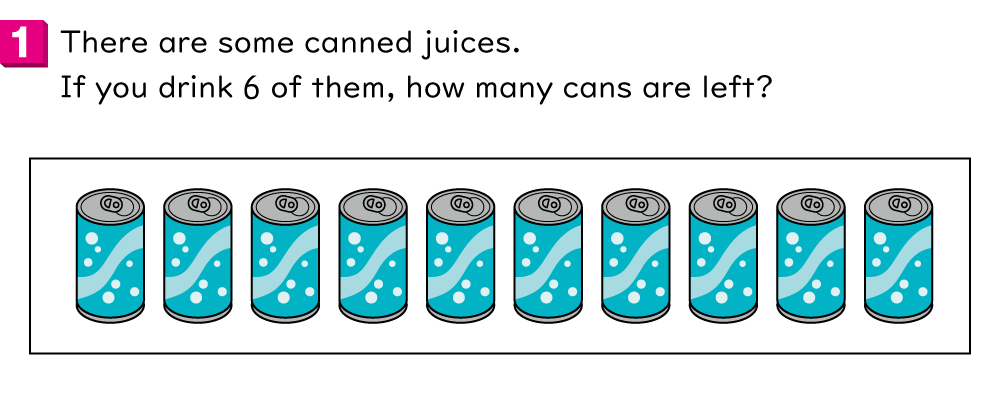 1 There are some canned juices.
If you drink 6 of them, how many cans are left?